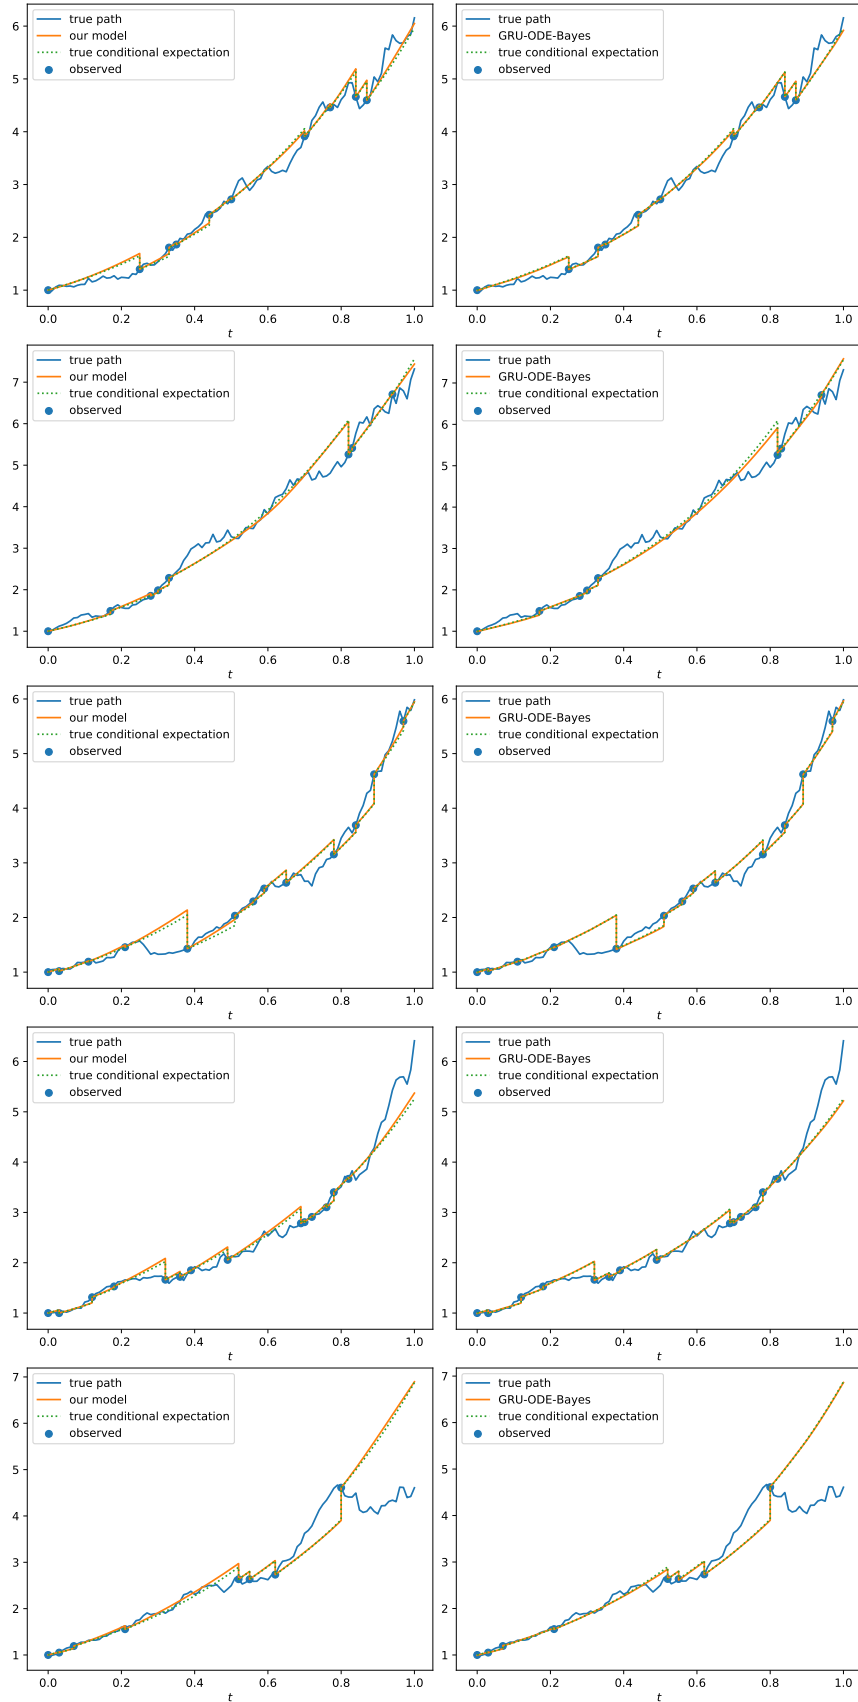 true path
our model
true conditional expectation
observed
6
5
4
3
2
1
0.0 0.2 0.4 0.6 0.8 1.0
t
true path
GRU-ODE-Bayes
true conditional expectation
observed
6
5
4
3
2
1
0.0 0.2 0.4 0.6 0.8 1.0
t
true path
our model
true conditional expectation
observed
7
6
5
4
3
2
1
0.0 0.2 0.4 0.6 0.8 1.0
t
true path
GRU-ODE-Bayes
true conditional expectation
observed
7
6
5
4
3
2
1
0.0 0.2 0.4 0.6 0.8 1.0
t
true path
our model
true conditional expectation
observed
6
5
4
3
2
1
0.0 0.2 0.4 0.6 0.8 1.0
t
true path
GRU-ODE-Bayes
true conditional expectation
observed
6
5
4
3
2
1
0.0 0.2 0.4 0.6 0.8 1.0
t
true path
our model
true conditional expectation
observed
6
5
4
3
2
1
0.0 0.2 0.4 0.6 0.8 1.0
t
true path
GRU-ODE-Bayes
true conditional expectation
observed
6
5
4
3
2
1
0.0 0.2 0.4 0.6 0.8 1.0
t
true path
our model
true conditional expectation
observed
7
6
5
4
3
2
1
0.0 0.2 0.4 0.6 0.8 1.0
t
true path
GRU-ODE-Bayes
true conditional expectation
observed
7
6
5
4
3
2
1
0.0 0.2 0.4 0.6 0.8 1.0
t